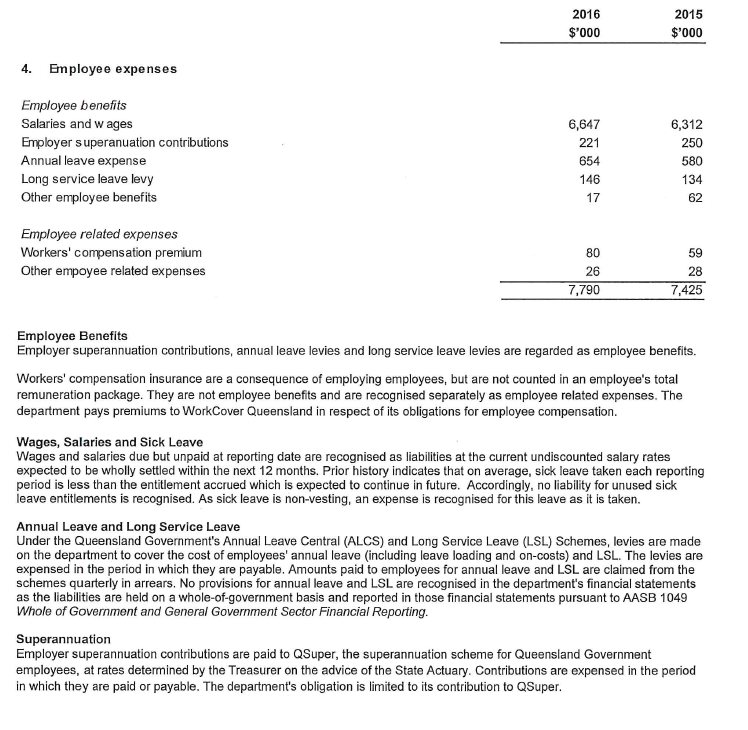 2016 2015
$'000 $'000
4. Employee expenses
Employee benefits
Salaries and wages 6,647 6,312
Employer superanuation contributions 221 250
Annual leave expense 654 580
Long service leave levy 146 134
Other employee benefits 17 62
Employee related expenses
Workers' compensation premium 80 59
Other empoyee related expenses 26 28
7,790 7,425
Employee Benefits
Employer superannuation contributions, annual leave levies and long service leave levies are regarded as employee benefits.
Workers' compensation insurance are a consequence of employing employees, but are not counted in an employee's total
remuneration package. They are not employee benefits and are recognised separately as employee related expenses. The
department pays premiums to WorkCover Queensland in respect of its obligations for employee compensation.
Wages, Salaries and Sick Leave
Wages and salaries due but unpaid at reporting date are recognised as liabilities at the current undiscounted salary rates
expected to be wholly settled within the next 12 months. Prior history indicates that on average, sick leave taken each reporting
period is less than the entitlement accrued which is expected to continue in future. Accordingly, no liability for unused sick
leave entitlements is recognised. As sick leave is non-vesting, an expense is recognised for this leave as it is taken.
Annual Leave and Long Service Leave
Under the Queensland Government's Annual Leave Central (ALCS) and Long Service Leave (LSL) Schemes, levies are made
on the department to cover the cost of employees' annual leave (including leave loading and on-costs) and LSL. The levies are
expensed in the period in which they are payable. Amounts paid to employees for annual leave and LSL are claimed from the
schemes quarterly in arrears. No provisions for annual leave and LSL are recognised in the department's financial statements
as the liabilities are held on a whole-of-government basis and reported in those financial statements pursuant to AASB 1049
Whole of Government and General Government Sector Financial Reporting.
Superannuation
Employer superannuation contributions are paid to QSuper, the superannuation scheme for Queensland Government
employees, at rates determined by the Treasurer on the advice of the State Actuary. Contributions are expensed in the period
in which they are paid or payable. The department's obligation is limited to its contribution to QSuper.